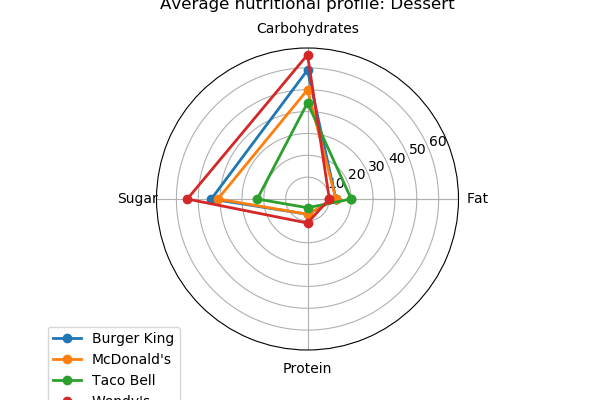 Average nutritional profile: Dessert
Carbohydrates
60
50
40
30
20
10
Sugar
Fat
Protein
Burger King
McDonald's
Taco Bell
Wendy's